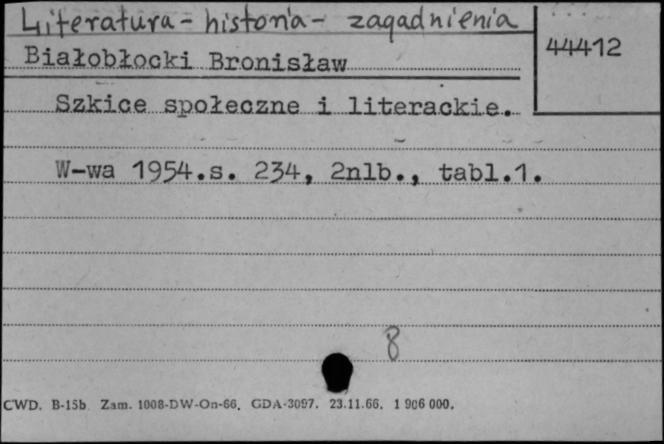 Literatura - historia - zagadnienia
44412
Białobłocki Bronisław
Szkice społeczne i literackie.
W-wa 1954.s. 234, 2nlb., tabl.1.
8
CWD. B-15b Zam. 1008-DW-On-66. GDA-3097. 23.11.66. 1 906 000.